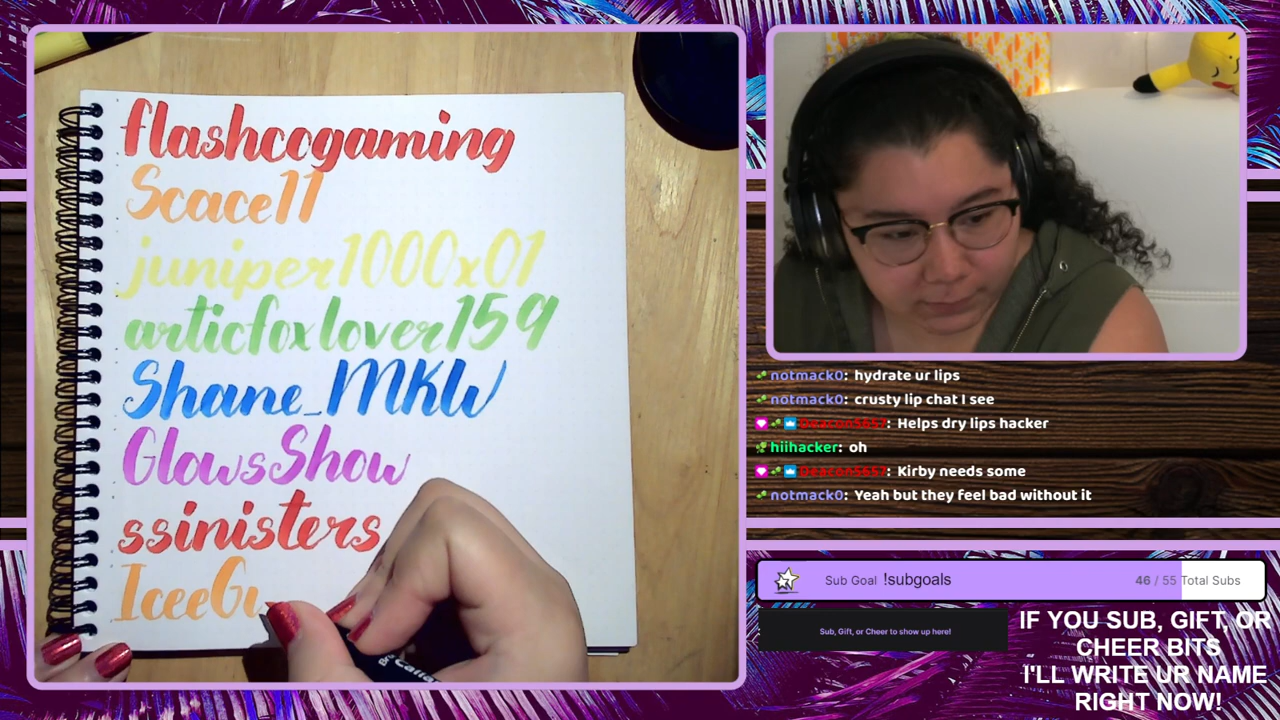 flashcogaming
Scace11
juniper1000x01
articfoxlover159
Shane_MKW
GlowsShow
ssinisters
IceeGu
notmack0: hydrate ur lips
notmack0: crusty lip chat I see
Deacon5657: Helps dry lips hacker
hiihacker: oh
Deacon5657: Kirby needs some
notmack0: Yeah but they feel bad without it
Sub Goal !subgoals 46 / 55 Total Subs
Sub, Gift, or Cheer to show up here!
IF YOU SUB, GIFT, OR
CHEER BITS
I'LL WRITE UR NAME
RIGHT NOW!